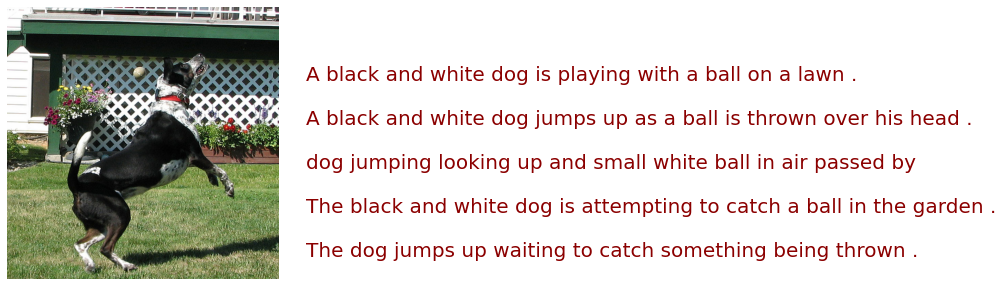 A black and white dog is playing with a ball on a lawn .
A black and white dog jumps up as a ball is thrown over his head .
dog jumping looking up and small white ball in air passed by
The black and white dog is attempting to catch a ball in the garden .
The dog jumps up waiting to catch something being thrown .